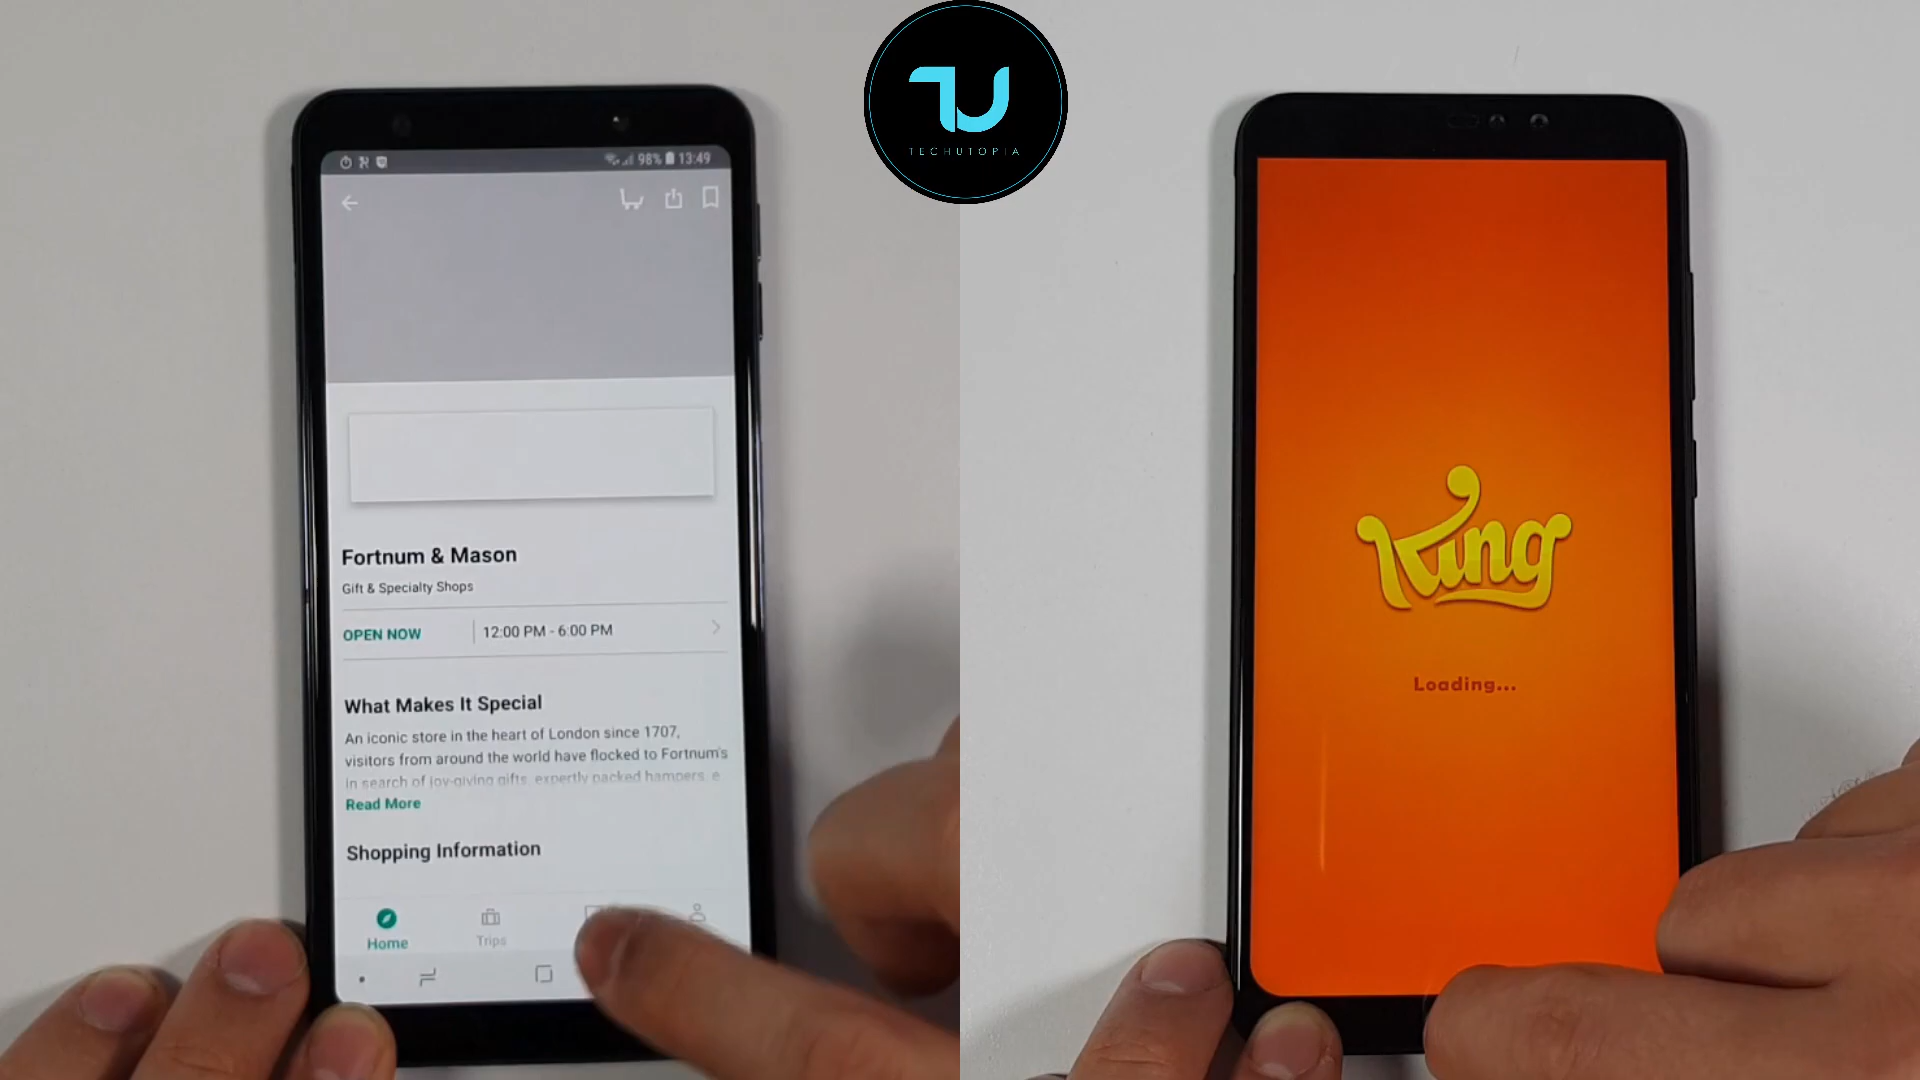 TECHUTOPIA
98% 13:49
Fortnum & Mason
Gift & Specialty Shops
OPEN NOW
12:00 PM - 6:00 PM
What Makes It Special
An iconic store in the heart of London since 1707,
visitors from around the world have flocked to Fortnum's
in search of joy-giving gifts, expertly packed hampers, e
Read More
Shopping Information
Home
Trips
King
Loading...